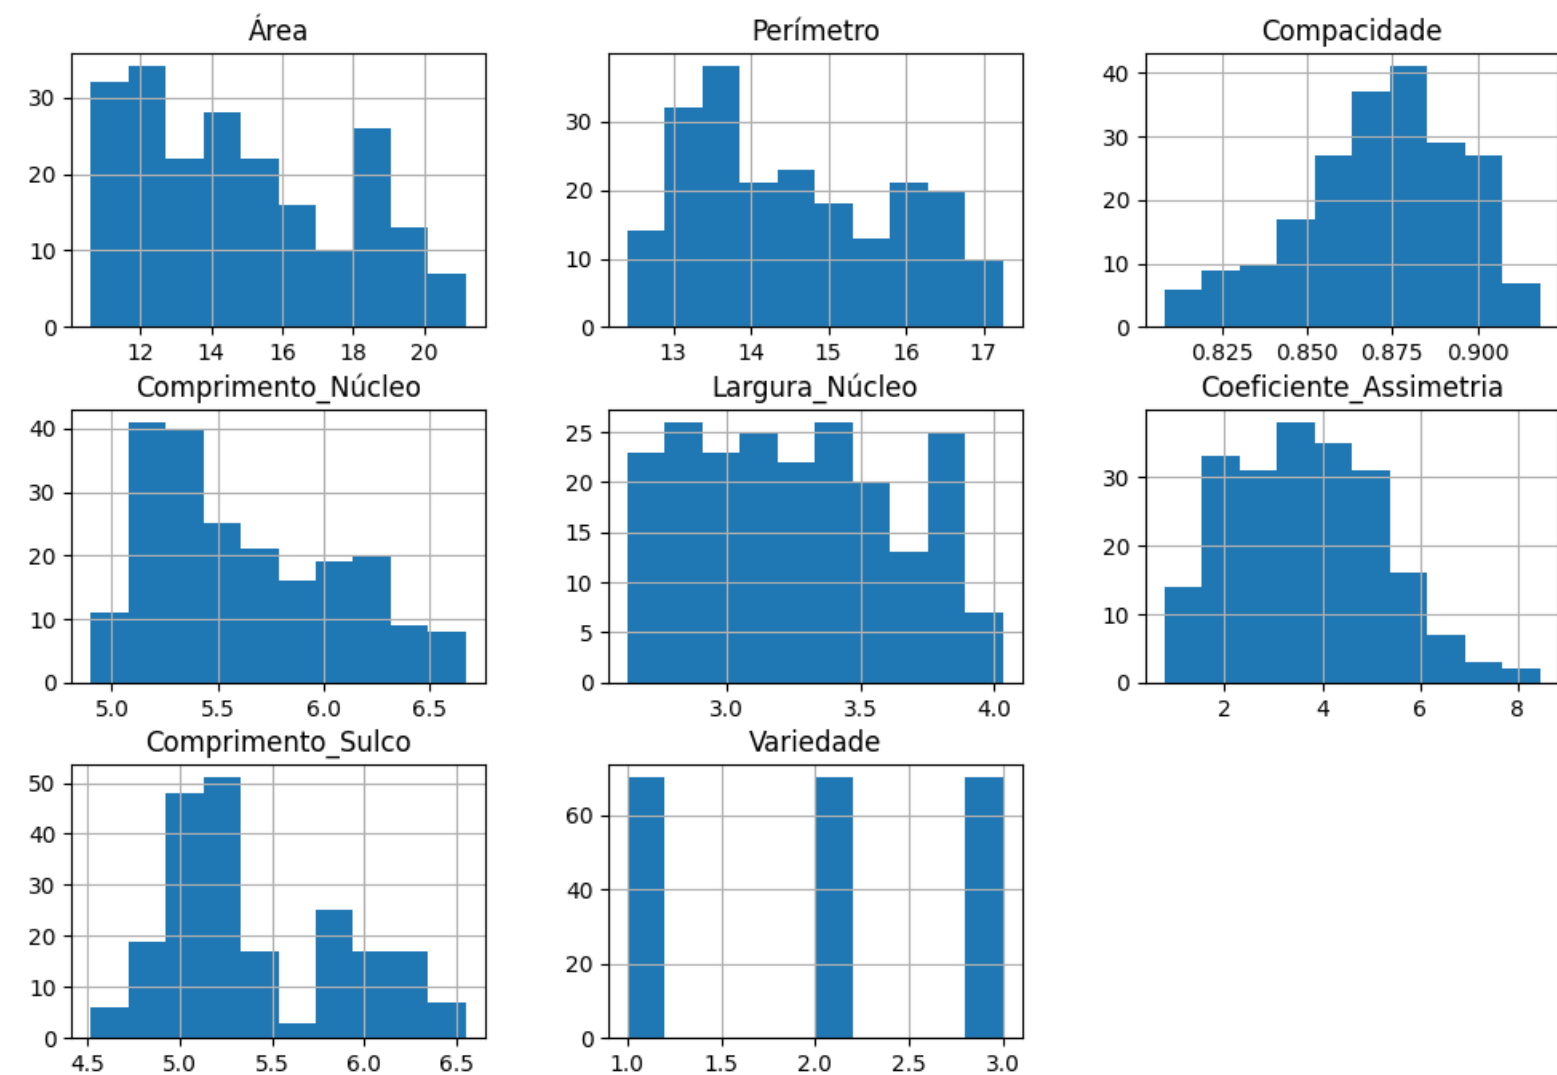 Área
Perímetro
Compacidade
30
20
10
0
30
20
10
0
40
30
20
10
0
12 14 16 18 20
13 14 15 16 17
0.825 0.850 0.875 0.900
Comprimento_Núcleo
Largura_Núcleo
Coeficiente_Assimetria
40
30
20
10
0
25
20
15
10
5
0
30
20
10
0
5.0 5.5 6.0 6.5
3.0 3.5 4.0
2 4 6 8
Comprimento_Sulco
Variedade
50
40
30
20
10
0
60
40
20
0
4.5 5.0 5.5 6.0 6.5
1.0 1.5 2.0 2.5 3.0